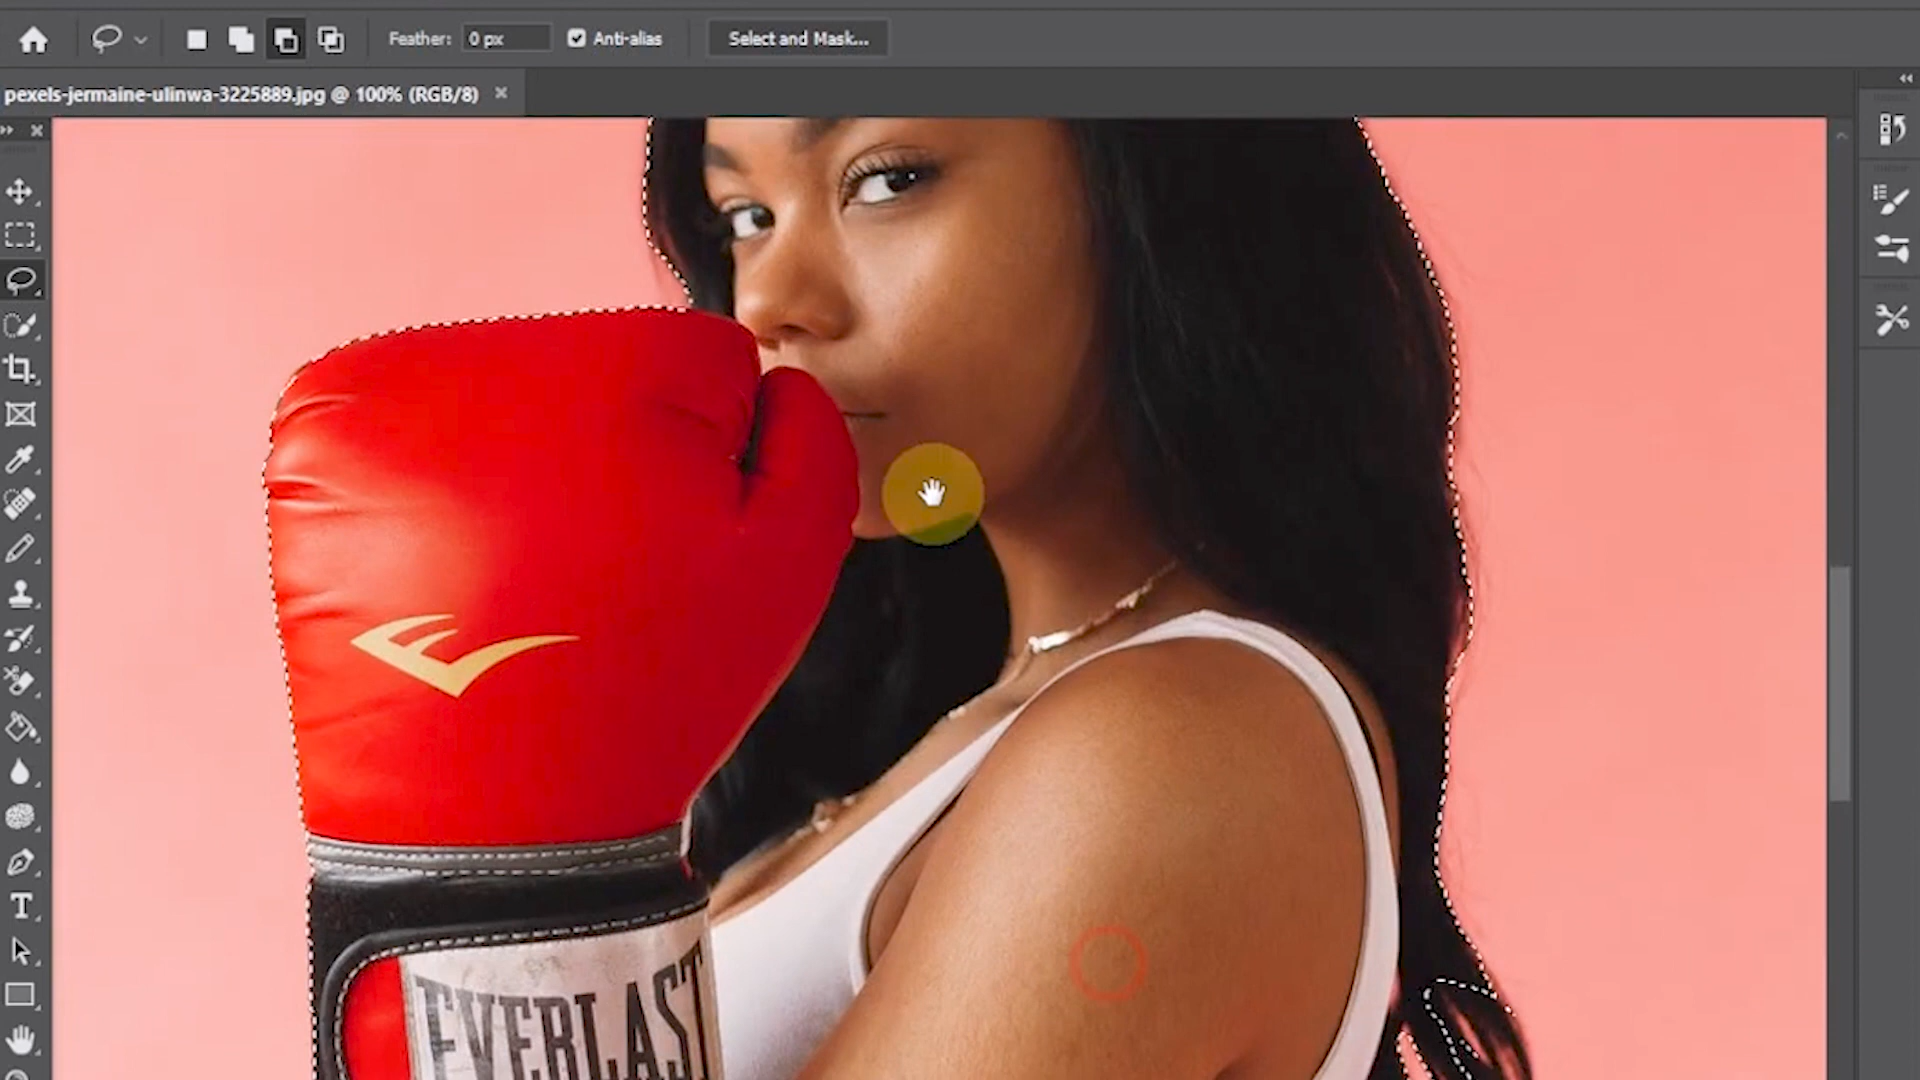 Feather: 0 px Anti-alias Select and Mask...
pexels-jermaine-ulinwa-3225889.jpg @ 100% (RGB/8)
EVERLAST